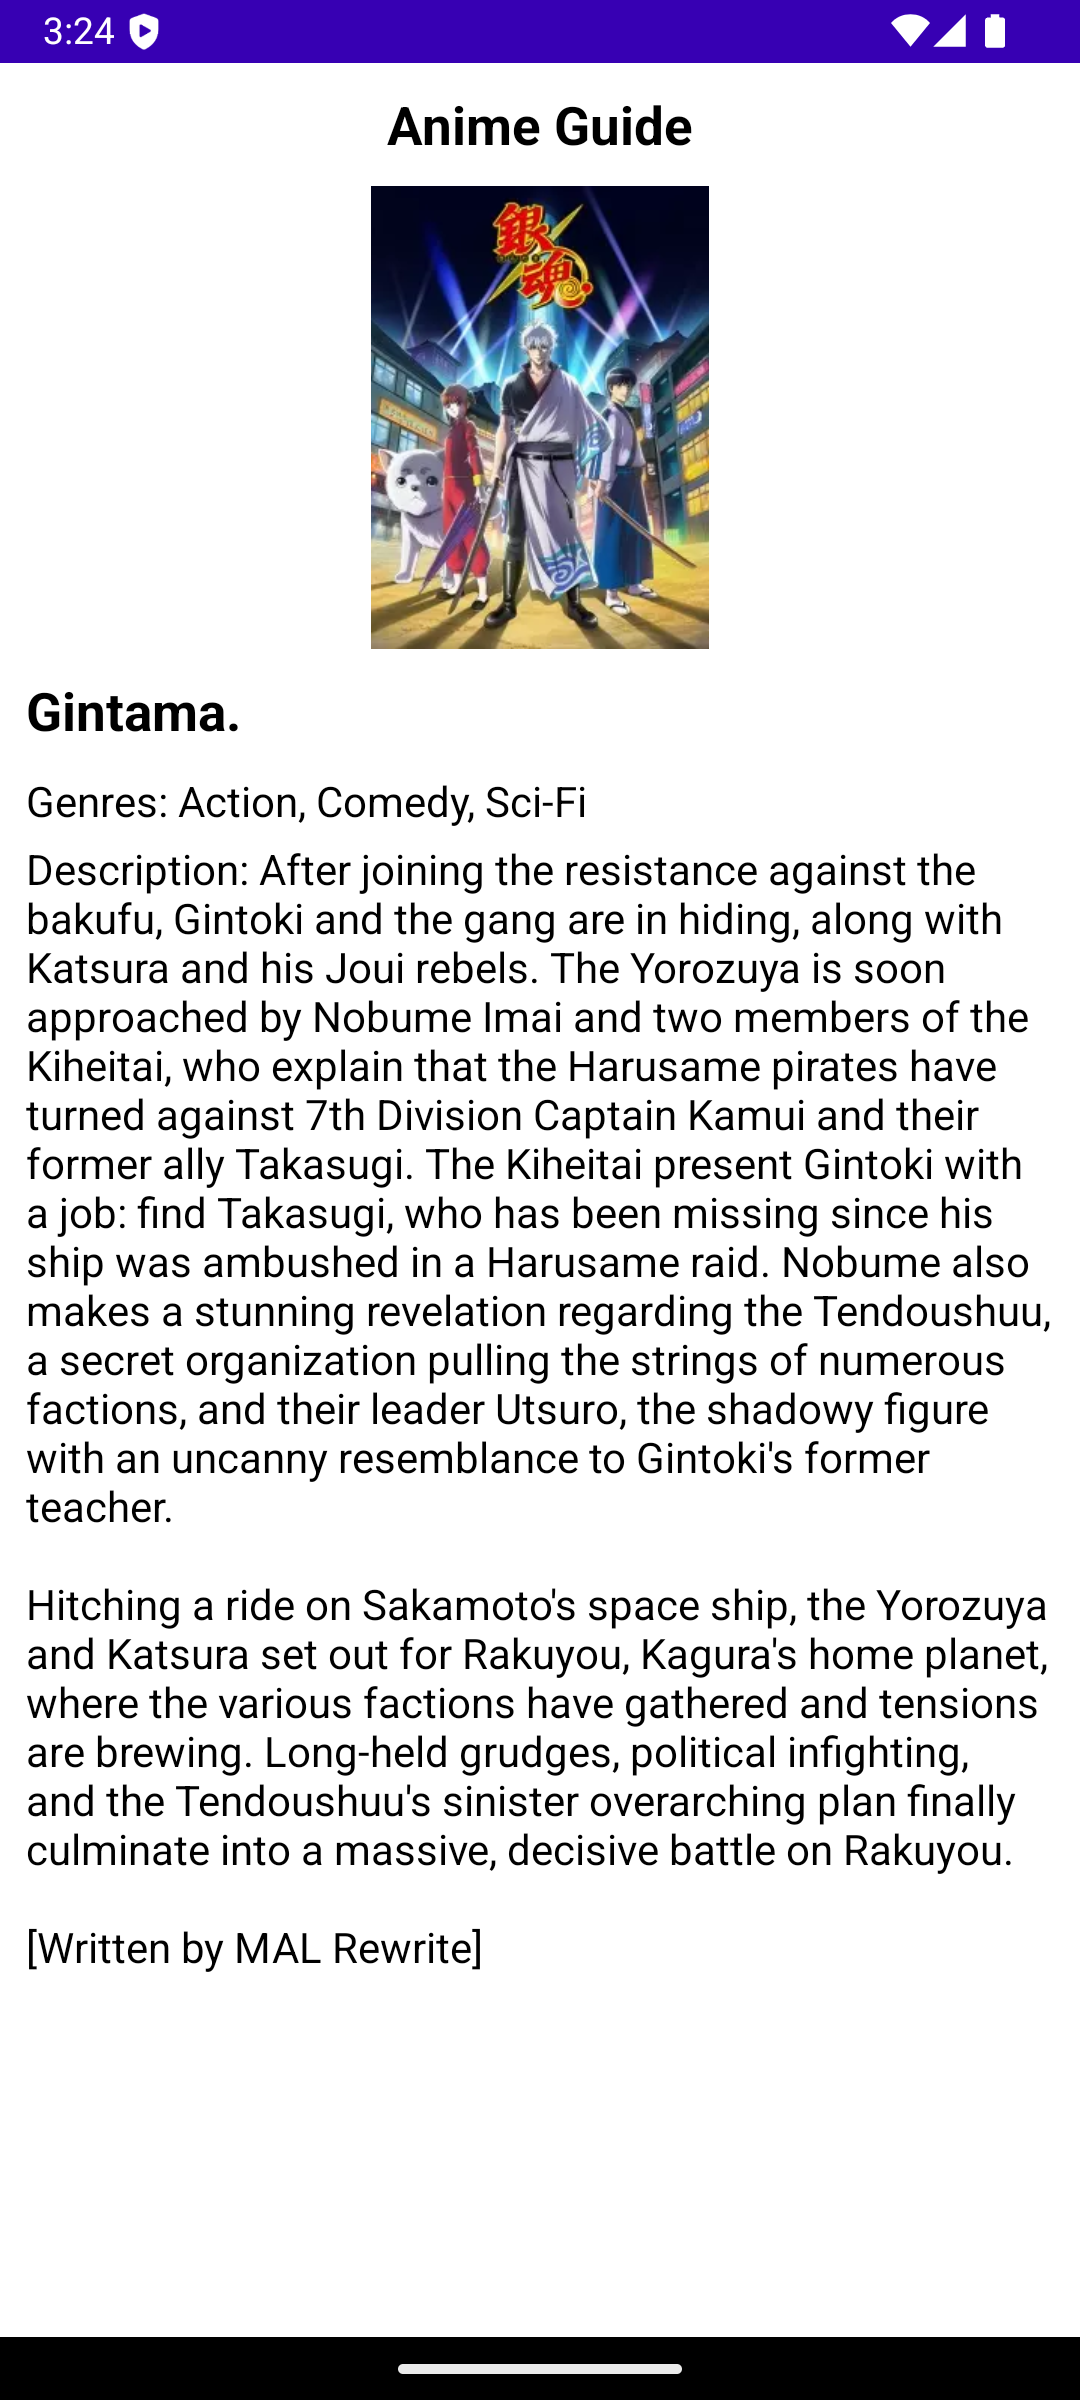 3:24
Anime Guide
銀
魂
Gintama.
Genres: Action, Comedy, Sci-Fi
Description: After joining the resistance against the
bakufu, Gintoki and the gang are in hiding, along with
Katsura and his Joui rebels. The Yorozuya is soon
approached by Nobume Imai and two members of the
Kiheitai, who explain that the Harusame pirates have
turned against 7th Division Captain Kamui and their
former ally Takasugi. The Kiheitai present Gintoki with
a job: find Takasugi, who has been missing since his
ship was ambushed in a Harusame raid. Nobume also
makes a stunning revelation regarding the Tendoushuu,
a secret organization pulling the strings of numerous
factions, and their leader Utsuro, the shadowy figure
with an uncanny resemblance to Gintoki's former
teacher.
Hitching a ride on Sakamoto's space ship, the Yorozuya
and Katsura set out for Rakuyou, Kagura's home planet,
where the various factions have gathered and tensions
are brewing. Long-held grudges, political infighting,
and the Tendoushuu's sinister overarching plan finally
culminate into a massive, decisive battle on Rakuyou.
[Written by MAL Rewrite]